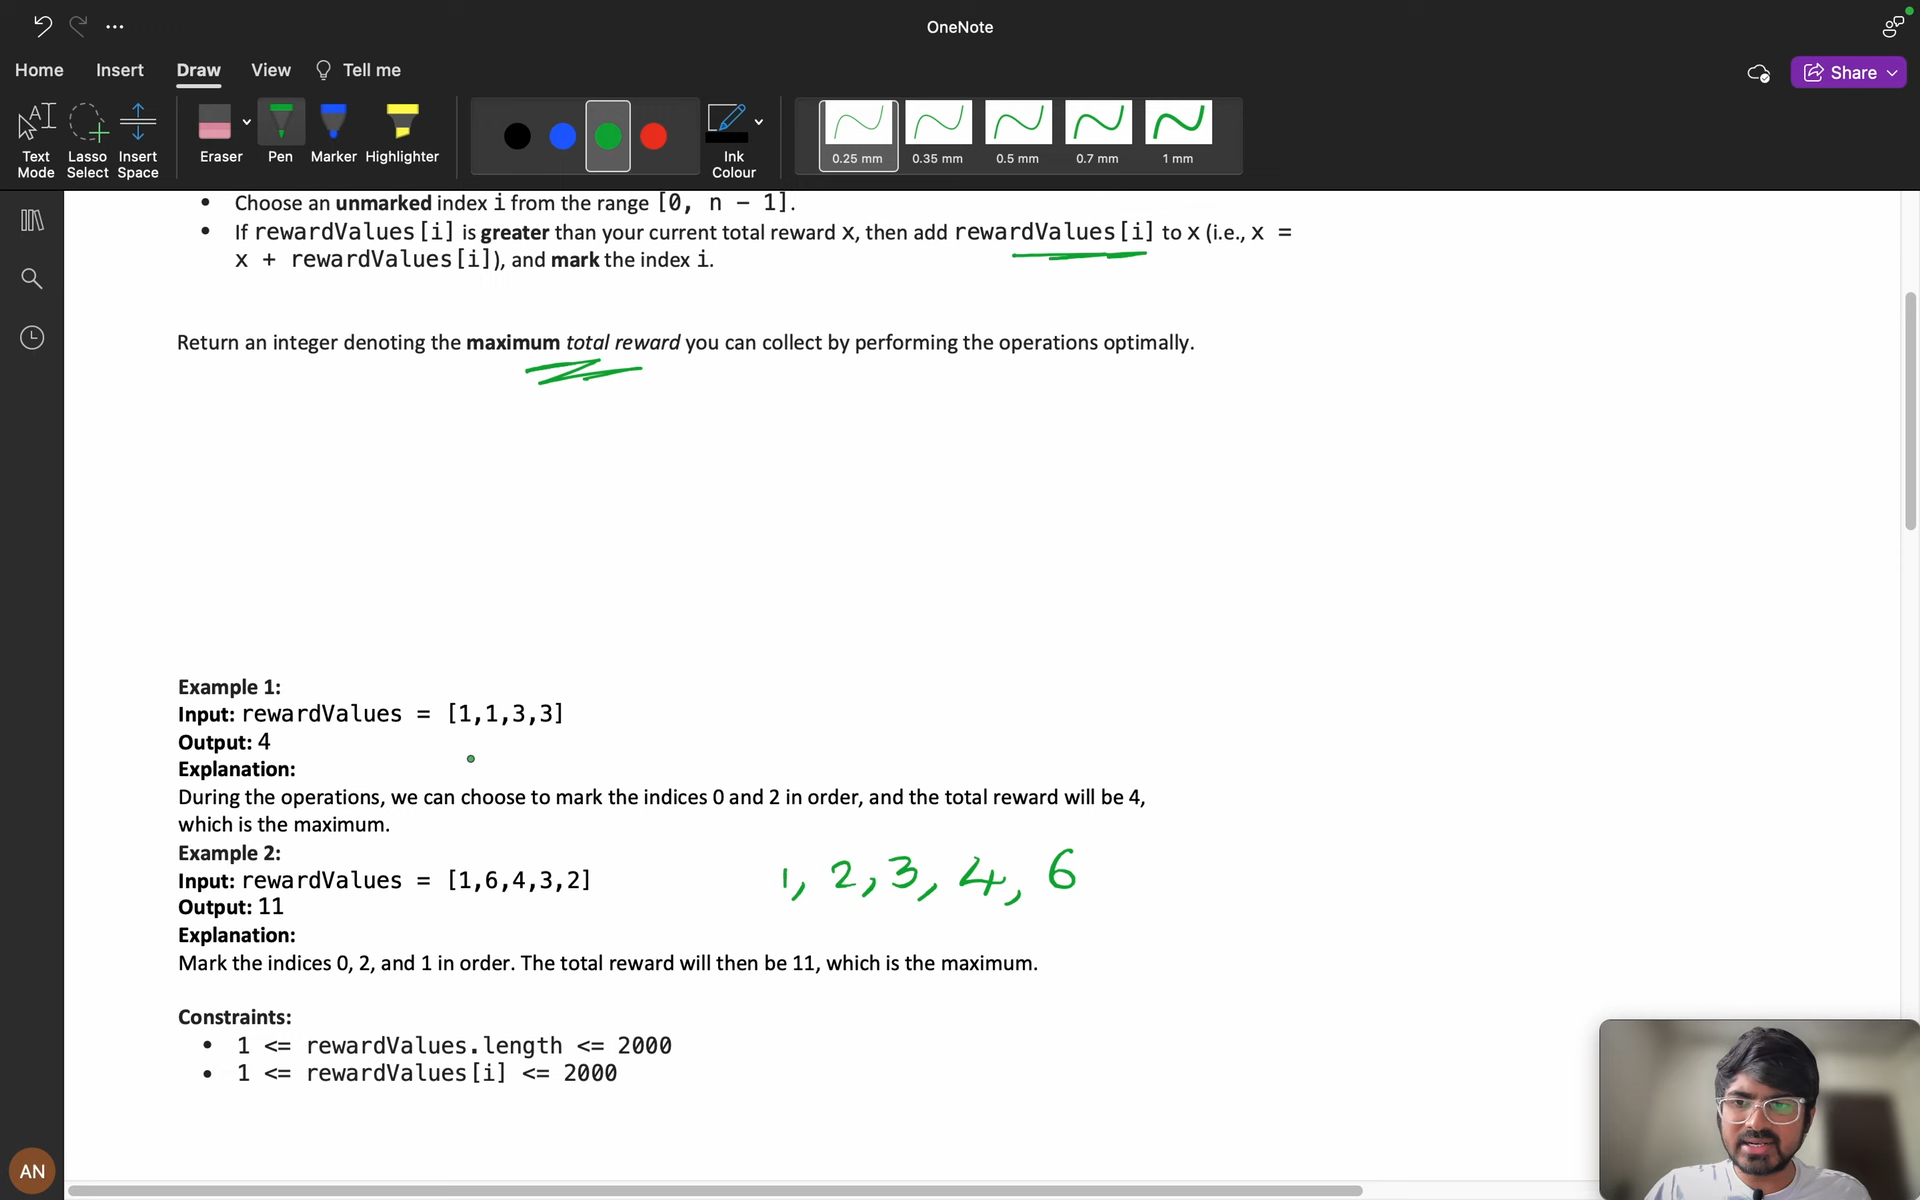 OneNote
Home Insert Draw View Tell me
Share
Text Mode
Lasso Select
Insert Space
Eraser
Pen
Marker
Highlighter
Ink Colour
0.25 mm
0.35 mm
0.5 mm
0.7 mm
1 mm
• Choose an unmarked index i from the range [0, n - 1].
• If rewardValues[i] is greater than your current total reward x, then add rewardValues[i] to x (i.e., x =
x + rewardValues[i]), and mark the index i.
Return an integer denoting the maximum total reward you can collect by performing the operations optimally.
Example 1:
Input: rewardValues = [1,1,3,3]
Output: 4
Explanation:
During the operations, we can choose to mark the indices 0 and 2 in order, and the total reward will be 4,
which is the maximum.
Example 2:
Input: rewardValues = [1,6,4,3,2]
1, 2, 3, 4, 6
Output: 11
Explanation:
Mark the indices 0, 2, and 1 in order. The total reward will then be 11, which is the maximum.
Constraints:
• 1 <= rewardValues.length <= 2000
• 1 <= rewardValues[i] <= 2000
AN